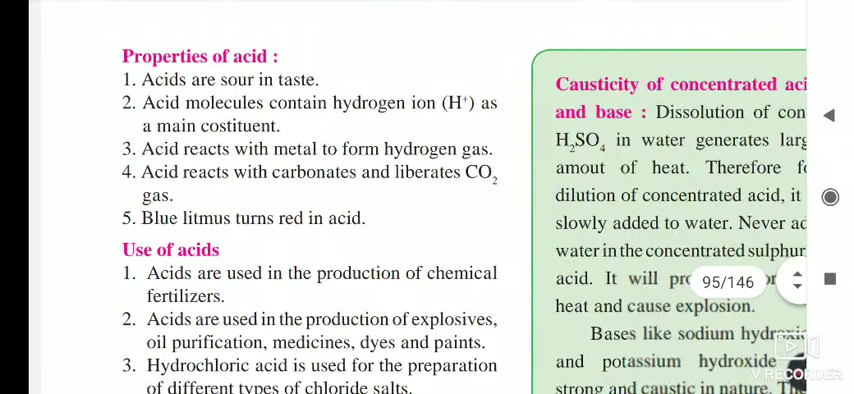 Properties of acid :
1. Acids are sour in taste.
2. Acid molecules contain hydrogen ion (H⁺) as
a main costituent.
3. Acid reacts with metal to form hydrogen gas.
4. Acid reacts with carbonates and liberates CO₂
gas.
5. Blue litmus turns red in acid.
Use of acids
1. Acids are used in the production of chemical
fertilizers.
2. Acids are used in the production of explosives,
oil purification, medicines, dyes and paints.
3. Hydrochloric acid is used for the preparation
of different types of chloride salts.
Causticity of concentrated aci
and base : Dissolution of con
H₂SO₄ in water generates larg
amout of heat. Therefore fo
dilution of concentrated acid, it
slowly added to water. Never ad
water in the concentrated sulphur
acid. It will pr
heat and cause explosion.
Bases like sodium hydroxi
and potassium hydroxide
strong and caustic in nature. Th
95/146
V RECORDER